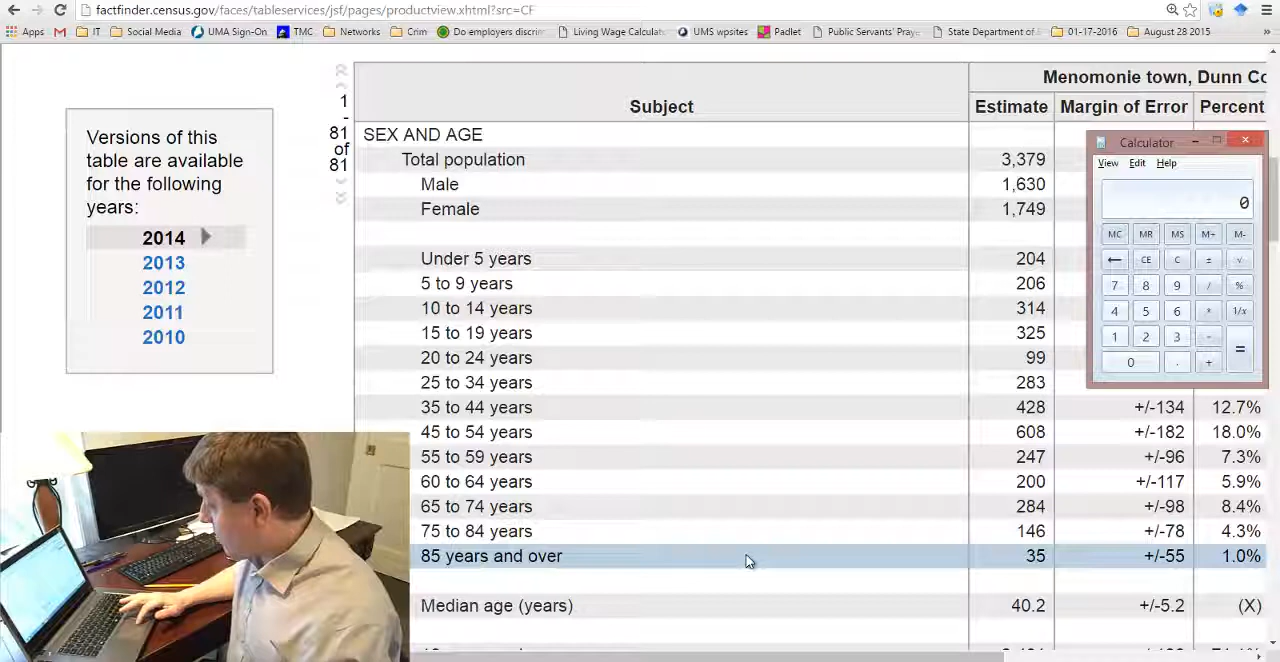 factfinder.census.gov/faces/tableservices/jsf/pages/productview.xhtml?src=CF
Apps IT Social Media UMA Sign-On TMC Networks Crim Do employers discrim Living Wage Calculat UMS wpsites Padlet Public Servants' Pray State Department of 01-17-2016 August 28 2015 »
Menomonie town, Dunn Co
Subject Estimate Margin of Error Percent
1
-
81
of
81
Versions of this
table are available
for the following
years:
2014
2013
2012
2011
2010
SEX AND AGE
Total population 3,379
Male 1,630
Female 1,749
Under 5 years 204
5 to 9 years 206
10 to 14 years 314
15 to 19 years 325
20 to 24 years 99
25 to 34 years 283
35 to 44 years 428 +/-134 12.7%
45 to 54 years 608 +/-182 18.0%
55 to 59 years 247 +/-96 7.3%
60 to 64 years 200 +/-117 5.9%
65 to 74 years 284 +/-98 8.4%
75 to 84 years 146 +/-78 4.3%
85 years and over 35 +/-55 1.0%
Median age (years) 40.2 +/-5.2 (X)
Calculator
View Edit Help
0
MC MR MS M+ M-
← CE C ± √
7 8 9 / %
4 5 6 * 1/x
1 2 3 - =
0 . +